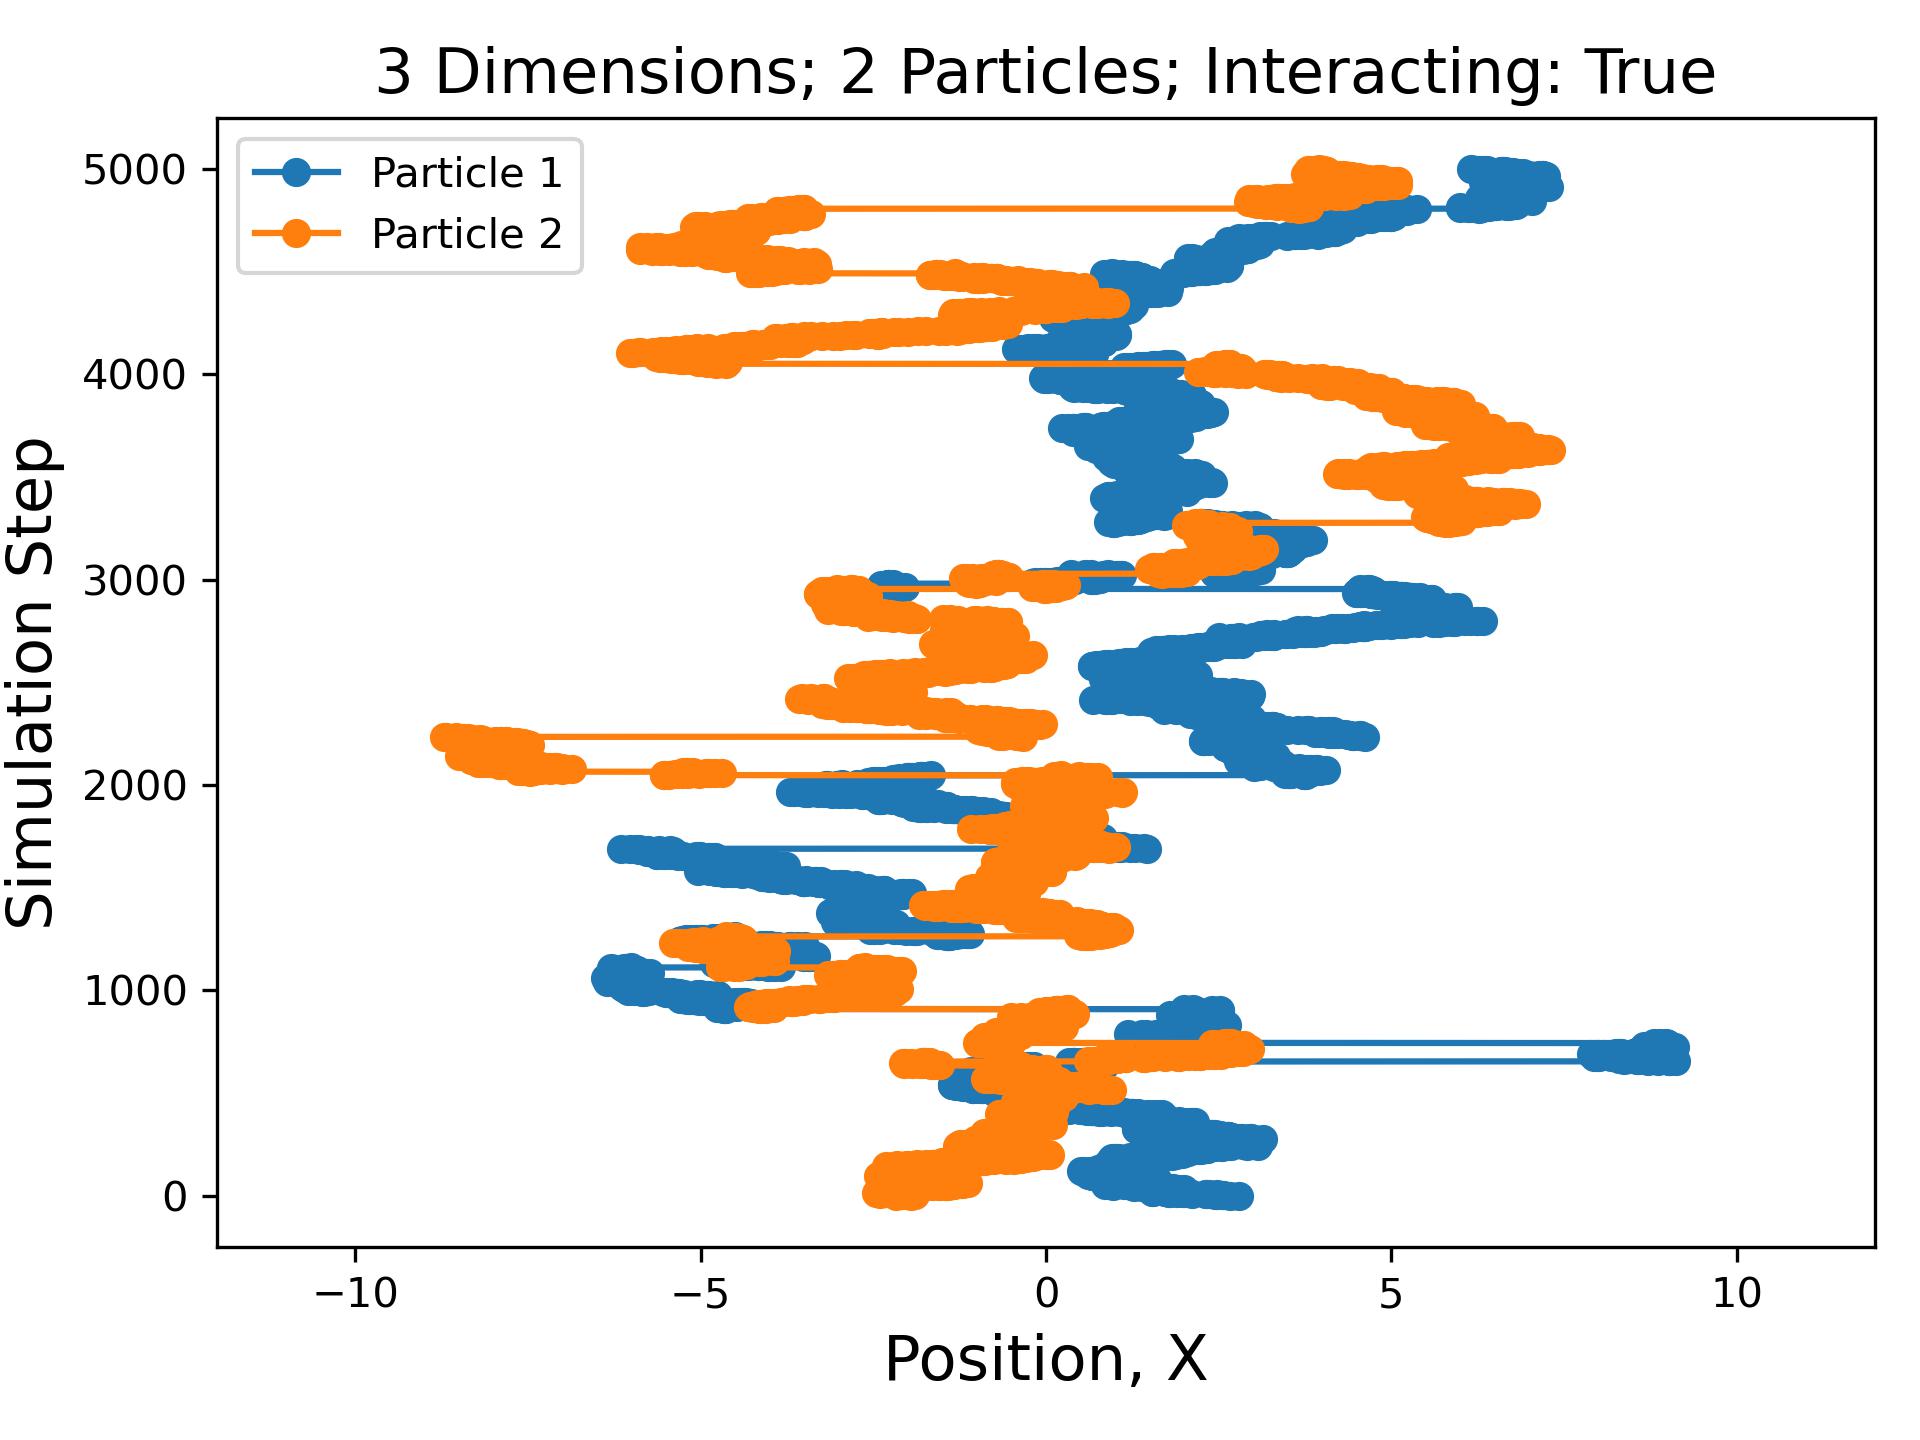 3 Dimensions; 2 Particles; Interacting: True
Particle 1
Particle 2
5000
4000
3000
2000
1000
0
Simulation Step
−10
−5
0
5
10
Position, X